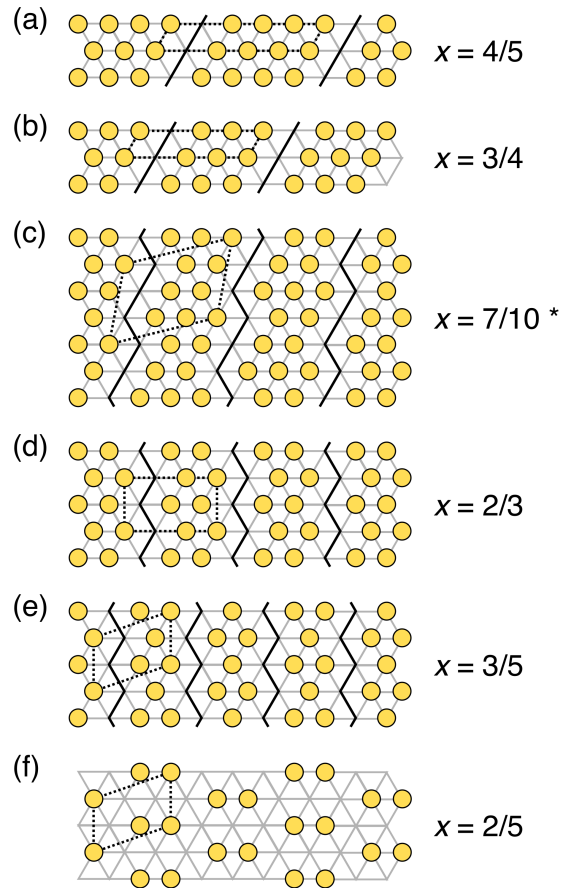 (a)
x = 4/5
(b)
x = 3/4
(c)
x = 7/10 *
(d)
x = 2/3
(e)
x = 3/5
(f)
x = 2/5